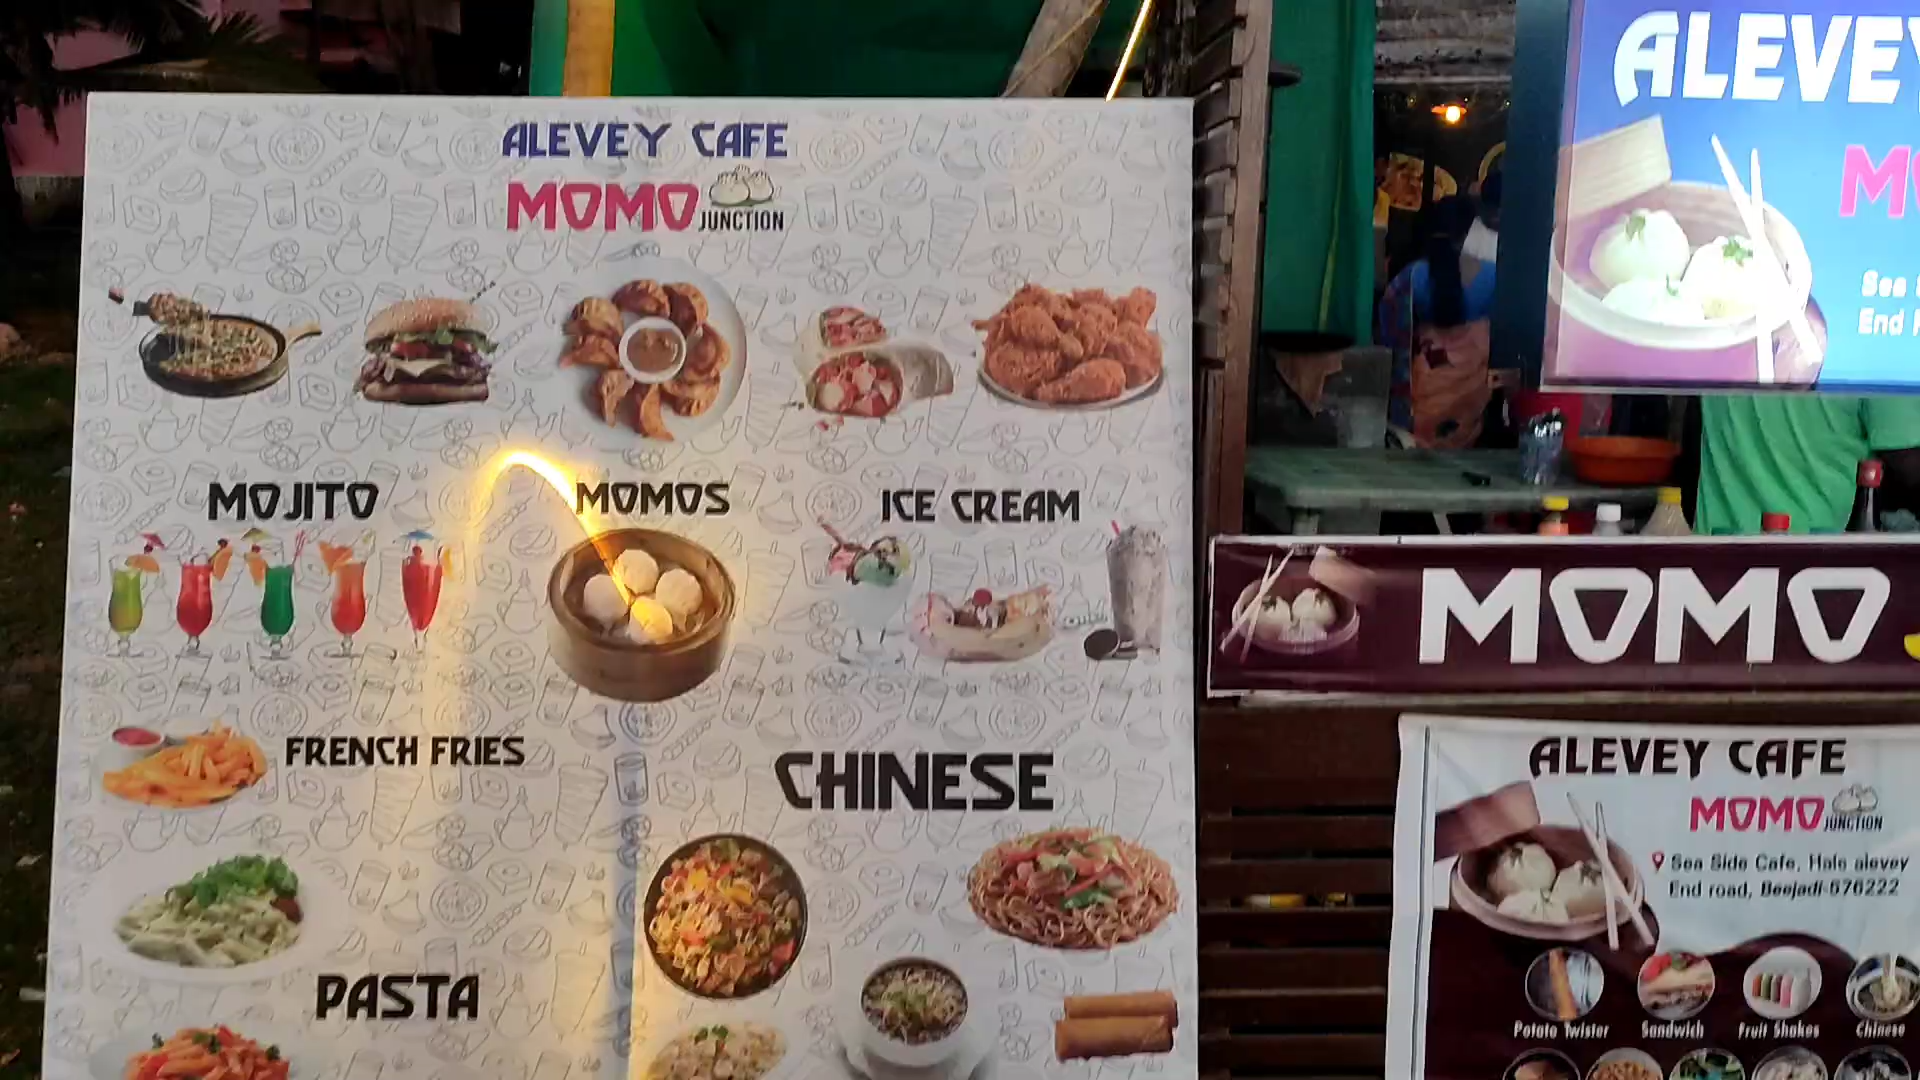 ALEVEY CAFE
MOMO JUNCTION
MOJITO
MOMOS
ICE CREAM
FRENCH FRIES
CHINESE
PASTA
MOMO
ALEVEY CAFE
MOMO JUNCTION
Sea Side Cafe, Hale alevey
End road, Beejadi-576222
Potato Twister
Sandwich
Fruit Shakes
Chinese